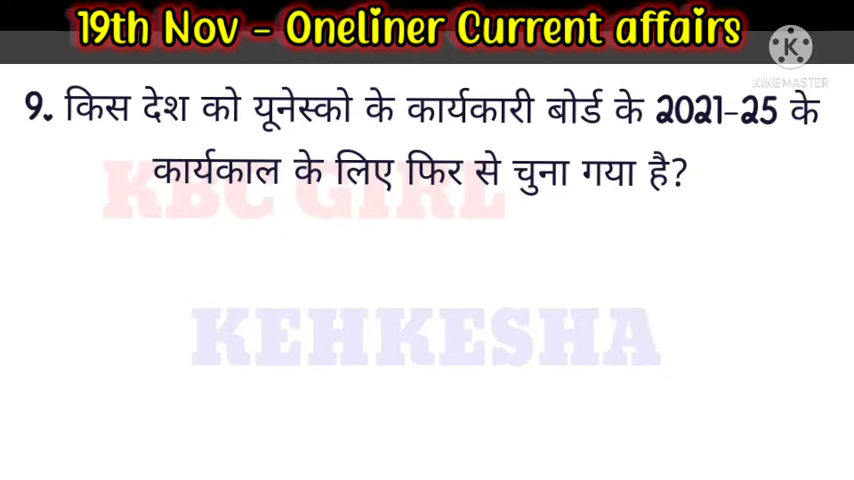 19th Nov - Oneliner Current affairs
KINEMASTER
9. किस देश को यूनेस्को के कार्यकारी बोर्ड के 2021-25 के
कार्यकाल के लिए फिर से चुना गया है?
KBC GIRL
KEHKESHA